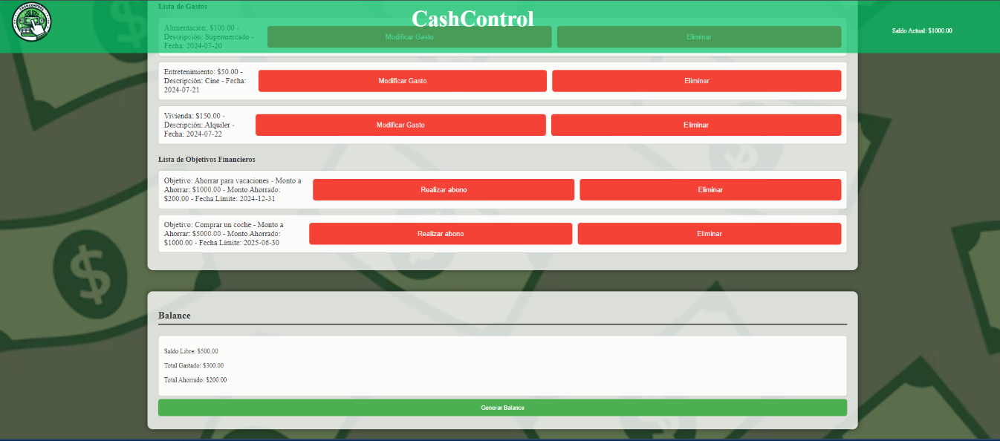 CASHCONTROL
CashControl
Saldo Actual: $1000.00
Lista de Gastos
Alimentación: $100.00 -
Descripción: Supermercado -
Fecha: 2024-07-20
Modificar Gasto
Eliminar
Entretenimiento: $50.00 -
Descripción: Cine - Fecha:
2024-07-21
Modificar Gasto
Eliminar
Vivienda: $150.00 -
Descripción: Alquiler -
Fecha: 2024-07-22
Modificar Gasto
Eliminar
Lista de Objetivos Financieros
Objetivo: Ahorrar para vacaciones - Monto a
Ahorrar: $1000.00 - Monto Ahorrado:
$200.00 - Fecha Límite: 2024-12-31
Realizar abono
Eliminar
Objetivo: Comprar un coche - Monto a
Ahorrar: $5000.00 - Monto Ahorrado:
$1000.00 - Fecha Límite: 2025-06-30
Realizar abono
Eliminar
Balance
Saldo Libre: $500.00
Total Gastado: $300.00
Total Ahorrado: $200.00
Generar Balance